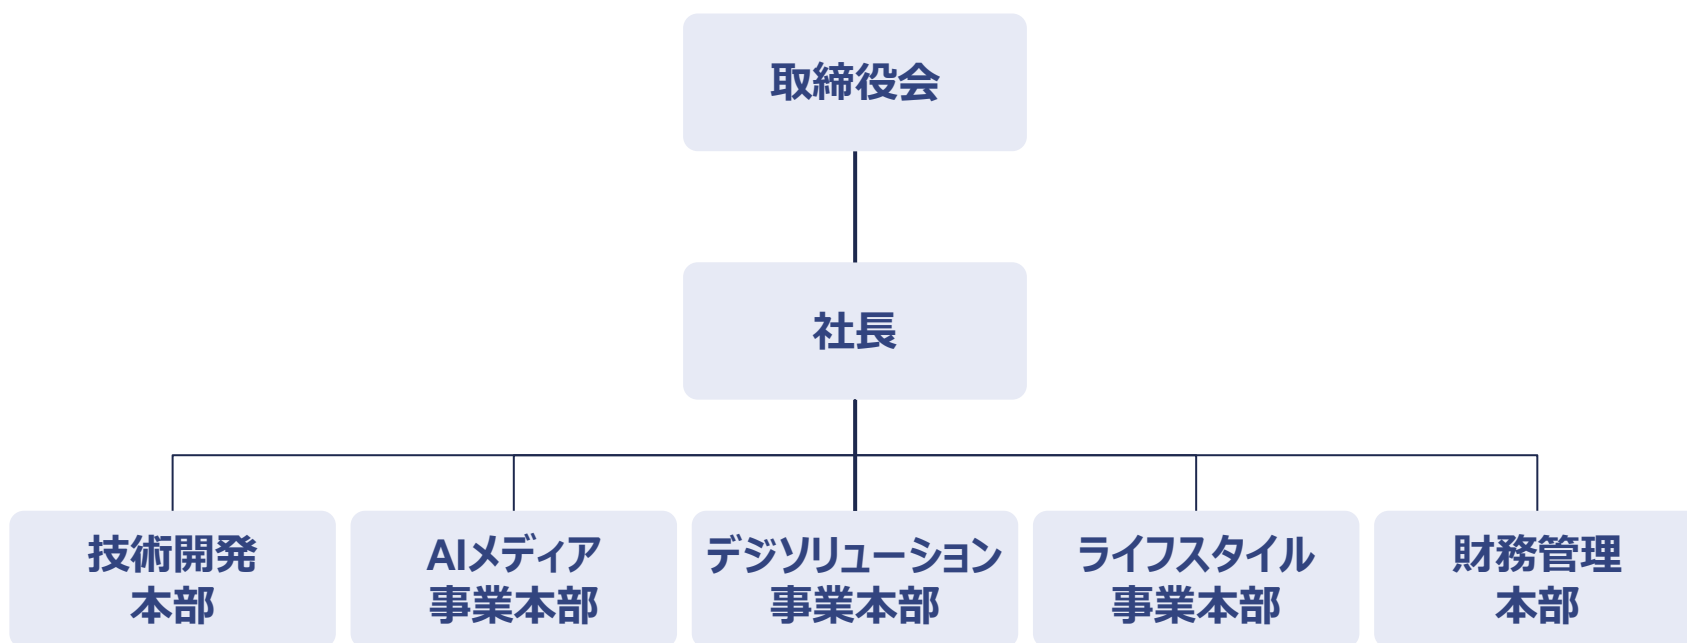 取締役会
社長
技術開発
本部
AIメディア
事業本部
デジソリューション
事業本部
ライフスタイル
事業本部
財務管理
本部